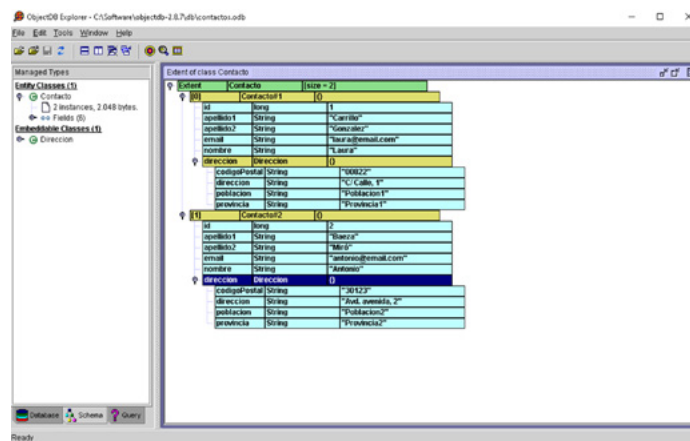 ObjectDB Explorer - C:\Software\objectdb-2.8.7\db\contactos.odb
File Edit Tools Window Help
Managed Types
Entity Classes (1)
Contacto
2 instances, 2.048 bytes.
Fields (6)
Embeddable Classes (1)
Direccion
Extent of class Contacto
Extent Contacto (size = 2)
[0] Contacto#1 ()
id long 1
apellido1 String "Carrillo"
apellido2 String "Gonzalez"
email String "laura@email.com"
nombre String "Laura"
direccion Direccion ()
codigoPostal String "00822"
direccion String "C/ Calle, 1"
poblacion String "Poblacion1"
provincia String "Provincia1"
[1] Contacto#2 ()
id long 2
apellido1 String "Baeza"
apellido2 String "Miró"
email String "antonio@email.com"
nombre String "Antonio"
direccion Direccion ()
codigoPostal String "30123"
direccion String "Avd. avenida, 2"
poblacion String "Poblacion2"
provincia String "Provincia2"
Database Schema Query
Ready